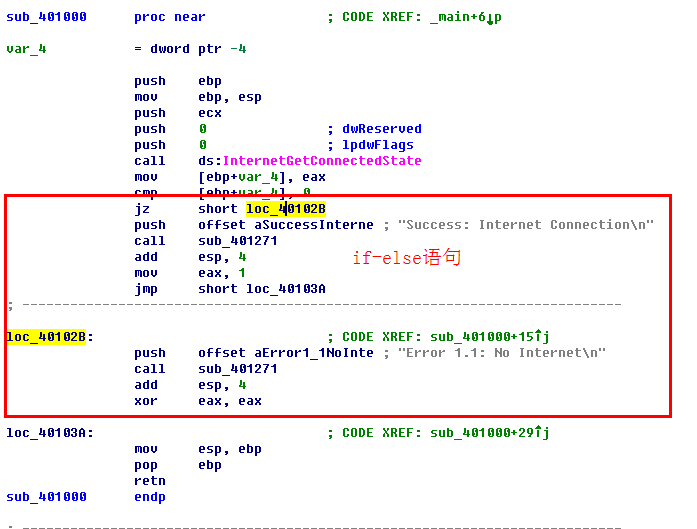 sub_401000 proc near ; CODE XREF: _main+6↓p
var_4 = dword ptr -4
push ebp
mov ebp, esp
push ecx
push 0 ; dwReserved
push 0 ; lpdwFlags
call ds:InternetGetConnectedState
mov [ebp+var_4], eax
cmp [ebp+var_4], 0
jz short loc_40102B
push offset aSuccessInterne ; "Success: Internet Connection\n"
call sub_401271
add esp, 4
if-else语句
mov eax, 1
jmp short loc_40103A
; ---------------------------------------------------------------------------
loc_40102B: ; CODE XREF: sub_401000+15↑j
push offset aError1_1NoInte ; "Error 1.1: No Internet\n"
call sub_401271
add esp, 4
xor eax, eax
loc_40103A: ; CODE XREF: sub_401000+29↑j
mov esp, ebp
pop ebp
retn
sub_401000 endp
; ---------------------------------------------------------------------------